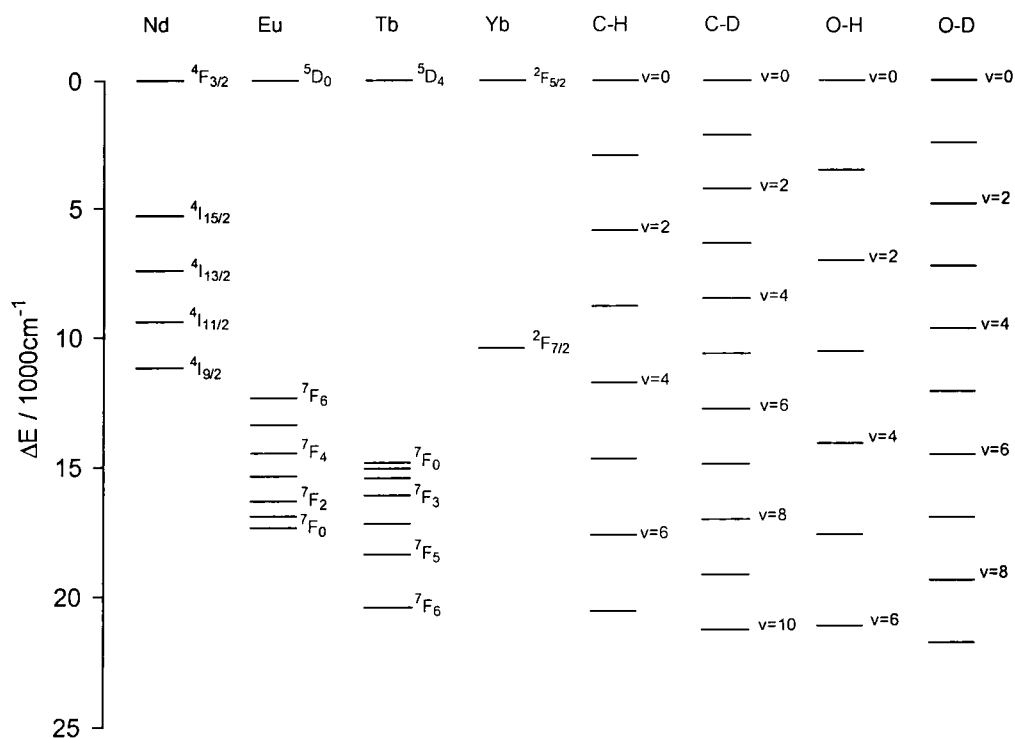 Nd Eu Tb Yb C-H C-D O-H O-D
0 ⁴F₃/₂ ⁵D₀ ⁵D₄ ²F₅/₂ v=0 v=0 v=0 v=0
v=2 v=2
5 ⁴I₁₅/₂
v=2
v=2
⁴I₁₃/₂
v=4
⁴I₁₁/₂ v=4
10 ²F₇/₂
⁴I₉/₂
v=4
⁷F₆ v=6
v=4
⁷F₄ v=6
15 ⁷F₀
⁷F₃
⁷F₂
v=8
⁷F₀ v=6
⁷F₅
v=8
20 ⁷F₆
v=10 v=6
25
ΔE / 1000cm⁻¹